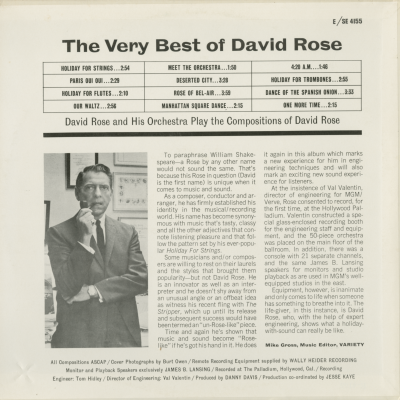 E/SE 4155
The Very Best of David Rose
HOLIDAY FOR STRINGS...2:54
MEET THE ORCHESTRA...1:50
4:20 A.M....1:46
PARIS OUI OUI...2:29
DESERTED CITY...3:28
HOLIDAY FOR TROMBONES...2:55
HOLIDAY FOR FLUTES...2:10
ROSE OF BEL-AIR...3:59
DANCE OF THE SPANISH ONION...3:53
OUR WALTZ...2:56
MANHATTAN SQUARE DANCE...2:15
ONE MORE TIME...2:15
David Rose and His Orchestra Play the Compositions of David Rose
To paraphrase William Shake-
speare—a Rose by any other name
would not sound the same. That's
because this Rose in question (David
is the first name) is unique when it
comes to music and sound.
As a composer, conductor and ar-
ranger, he has firmly established his
identity in the musical/recording
world. His name has become synony-
mous with music that's tasty, classy
and all the other adjectives that con-
note listening pleasure and that fol-
low the pattern set by his ever-popu-
lar Holiday For Strings.
Some musicians and/or compos-
ers are willing to rest on their laurels
and the styles that brought them
popularity—but not David Rose. He
is an innovator as well as an inter-
preter and he doesn't shy away from
an unusual angle or an offbeat idea
as witness his recent fling with The
Stripper, which up until its release
and subsequent success would have
been termed an "un-Rose-like" piece.
Time and again he's shown that
music and sound become "Rose-
like" if he's got his hand in it. He does
it again in this album which marks
a new experience for him in engi-
neering techniques and will also
mark an exciting new sound experi-
ence for listeners.
At the insistence of Val Valentin,
director of engineering for MGM/
Verve, Rose consented to record, for
the first time, at the Hollywood Pal-
ladium. Valentin constructed a spe-
cial glass-enclosed recording booth
for the engineering staff and equip-
ment, and the 50-piece orchestra
was placed on the main floor of the
ballroom. In addition, there was a
console with 21 separate channels,
and the same James B. Lansing
speakers for monitors and studio
playback as are used in MGM's well-
equipped studios in the east.
Equipment, however, is inanimate
and only comes to life when someone
has something to breathe into it. The
life-giver, in this instance, is David
Rose, who, with the help of expert
engineering, shows what a holiday-
with-sound can really be like.
Mike Gross, Music Editor, VARIETY
All Compositions ASCAP / Cover Photographs by Burt Owen / Remote Recording Equipment supplied by WALLY HEIDER RECORDING
Monitor and Playback Speakers exclusively JAMES B. LANSING / Recorded at The Palladium, Hollywood, Cal. / Recording
Engineer: Tom Hidley / Director of Engineering: Val Valentin / Produced by DANNY DAVIS / Production co-ordinated by JESSE KAYE